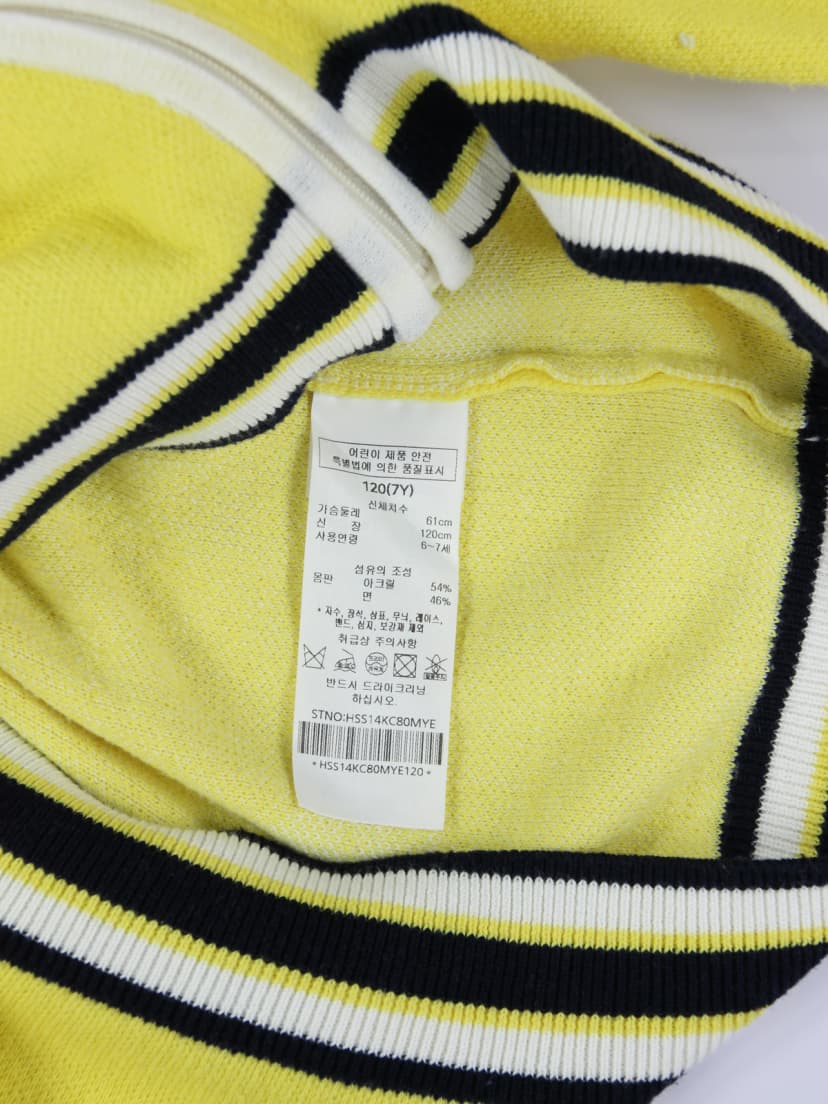 어린이 제품 안전
특별법에 의한 품질표시
120(7Y)
신체치수
가슴둘레 61cm
신 장 120cm
사용연령 6~7세
섬유의 조성
몸판 아크릴 54%
면 46%
* 자수, 장식, 상표, 무늬, 레이스,
밴드, 심지, 보강재 제외
취급상 주의사항
반드시 드라이크리닝
하십시오.
STNO:HSS14KC80MYE
*HSS14KC80MYE120*